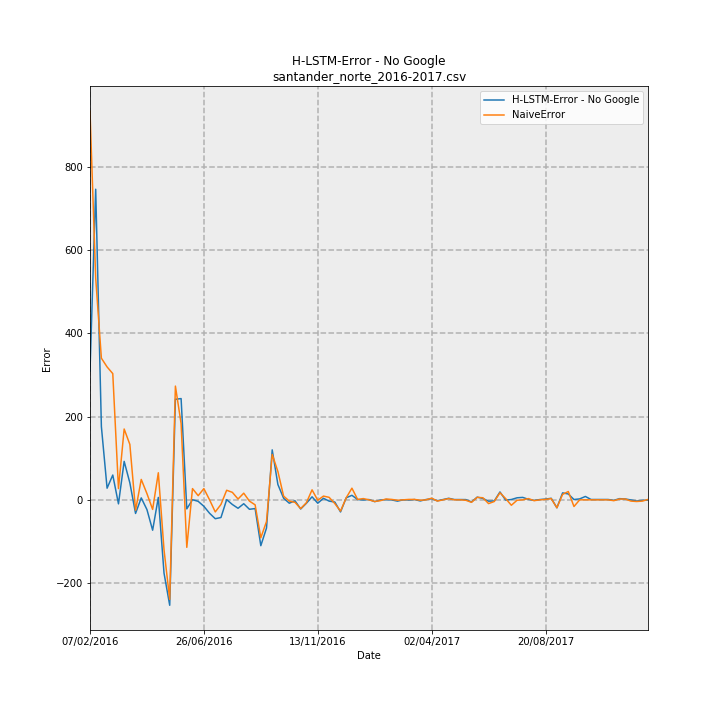 H-LSTM-Error - No Google
santander_norte_2016-2017.csv
H-LSTM-Error - No Google
NaiveError
800
600
400
200
0
−200
Error
07/02/2016 26/06/2016 13/11/2016 02/04/2017 20/08/2017
Date